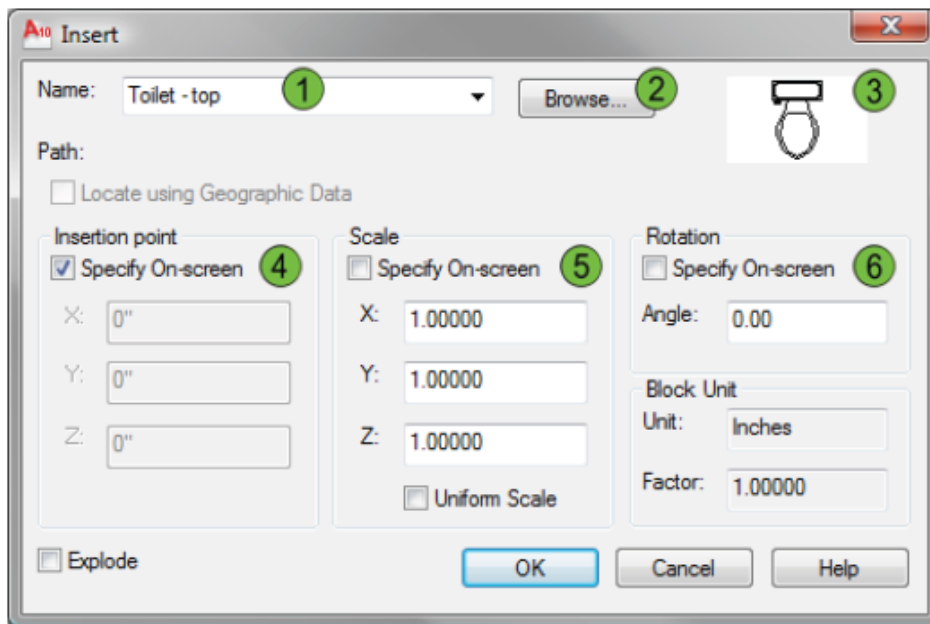 A10 Insert
Name: Toilet - top 1 Browse... 2 3
Path:
Locate using Geographic Data
Insertion point
Specify On-screen 4
X: 0"
Y: 0"
Z: 0"
Scale
Specify On-screen 5
X: 1.00000
Y: 1.00000
Z: 1.00000
Uniform Scale
Rotation
Specify On-screen 6
Angle: 0.00
Block Unit
Unit: Inches
Factor: 1.00000
Explode
OK Cancel Help